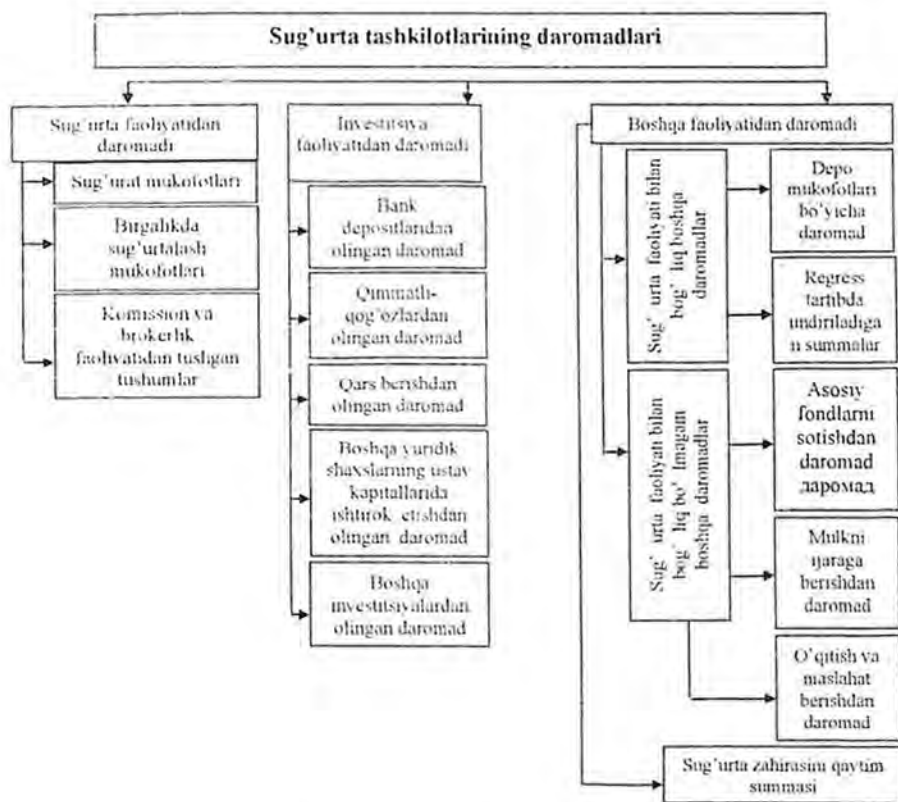 Sug'urta tashkilotlarining daromadlari
Sug'urta faoliyatidan
daromadi
Sug'urat mukofotlari
Birgalikda
sug'urtalash
mukofotlari
Komission va
brokerlik
faoliyatidan tushgan
tushumlar
Investitsiya
faoliyatidan daromadi
Bank
depositlaridan
olingan daromad
Qimmatli-
qog'ozlardan
olingan daromad
Qars berishdan
olingan daromad
Boshqa yuridik
shaxslarning ustav
kapitallarida
ishtirok etishdan
olingan daromad
Boshqa
investitsiyalardan
olingan daromad
Boshqa faoliyatidan daromadi
Sug' urta faoliyati bilan
bog' liq boshqa
daromadlar
Depo
mukofotlari
bo'yicha
daromad
Regress
tartibda
undiriladiga
n summalar
Sug' urta faoliyati bilan
bog' liq bo' lmagam
boshqa daromadlar
Asosiy
fondlarni
sotishdan
daromad
даромад
Mulkni
ijaraga
berishdan
daromad
O'qitish va
maslahat
berishdan
daromad
Sug'urta zahirasini qaytim
summasi